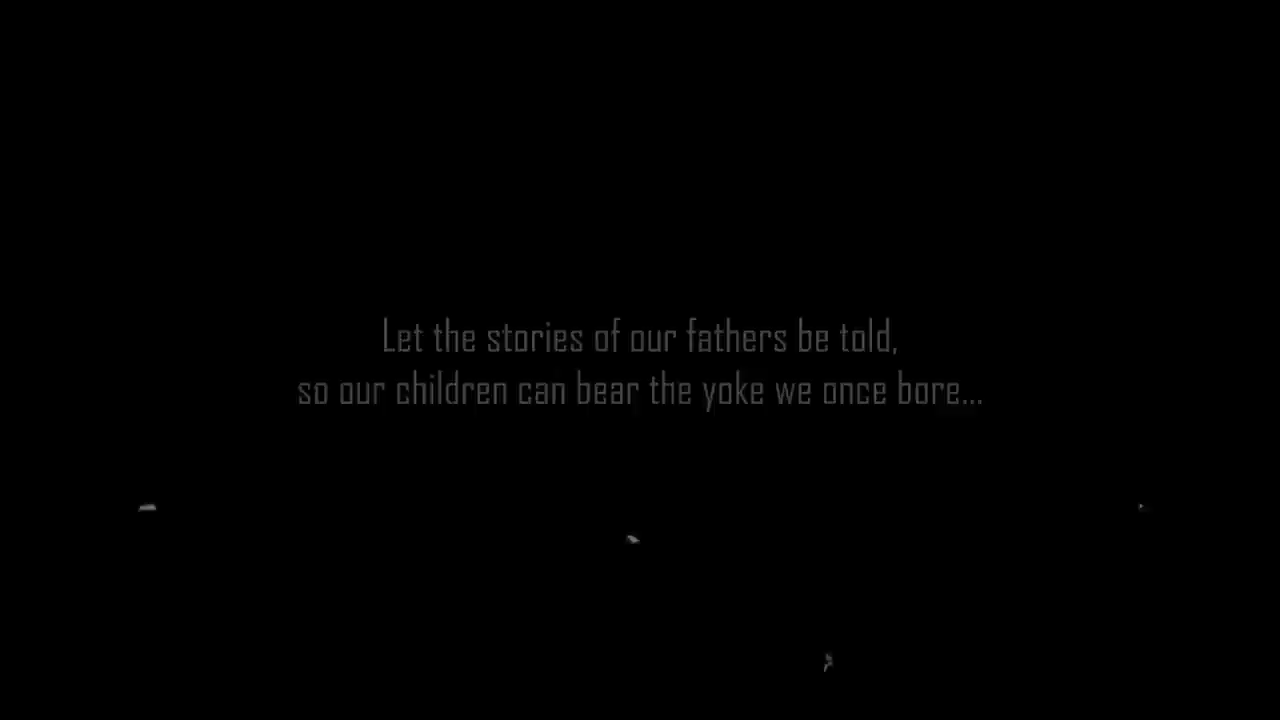 Let the stories of our fathers be told,
so our children can bear the yoke we once bore...